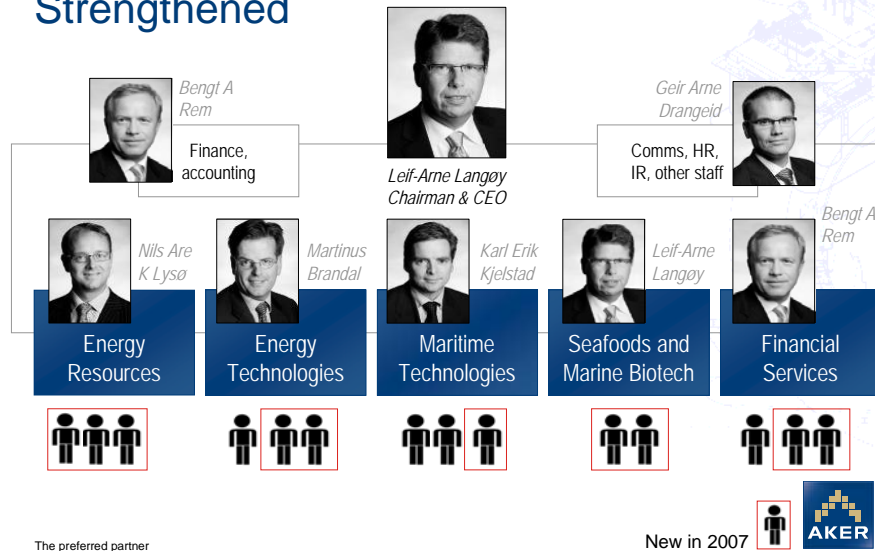 Strengthened
Bengt A
Rem
Geir Arne
Drangeid
Finance,
accounting
Leif-Arne Langøy
Chairman & CEO
Comms, HR,
IR, other staff
Nils Are
K Lysø
Martinus
Brandal
Karl Erik
Kjelstad
Leif-Arne
Langøy
Bengt A
Rem
Energy
Resources
Energy
Technologies
Maritime
Technologies
Seafoods and
Marine Biotech
Financial
Services
The preferred partner
New in 2007
AKER